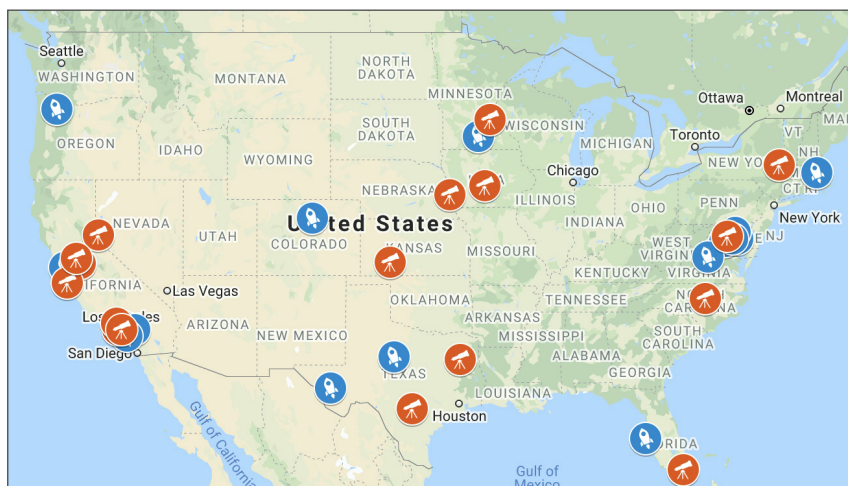 Seattle
WASHINGTON
MONTANA
NORTH
DAKOTA
MINNESOTA
Ottawa
Montreal
OREGON
IDAHO
SOUTH
DAKOTA
WISCONSIN
MICHIGAN
Toronto
VT
NH
WYOMING
Chicago
NEBRASKA
ILLINOIS
INDIANA
OHIO
PENN
CT
New York
NJ
NEVADA
UTAH
COLORADO
United States
KANSAS
MISSOURI
WEST
VIRGINIA
KENTUCKY
Las Vegas
OKLAHOMA
TENNESSEE
ARKANSAS
ARIZONA
NEW MEXICO
MISSISSIPPI
SOUTH
CAROLINA
San Diego
ALABAMA
GEORGIA
TEXAS
LOUISIANA
Houston
Gulf of California
Gulf of
Mexico